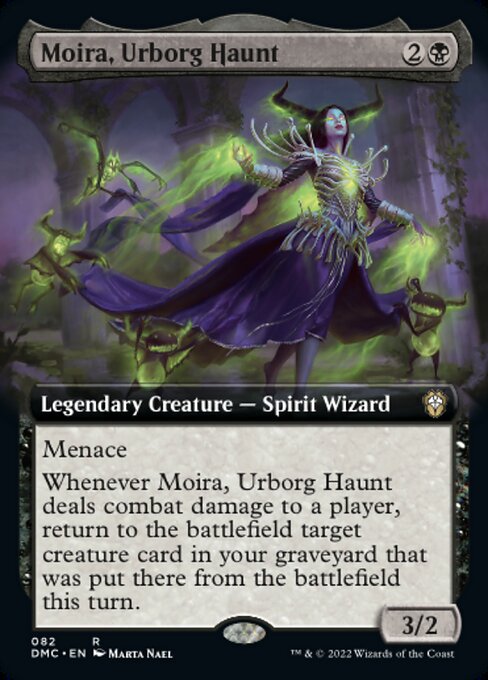 Moira, Urborg Haunt 2
Legendary Creature — Spirit Wizard
Menace
Whenever Moira, Urborg Haunt
deals combat damage to a player,
return to the battlefield target
creature card in your graveyard that
was put there from the battlefield
this turn.
3/2
082 R
DMC • EN Marta Nael
™ & © 2022 Wizards of the Coast